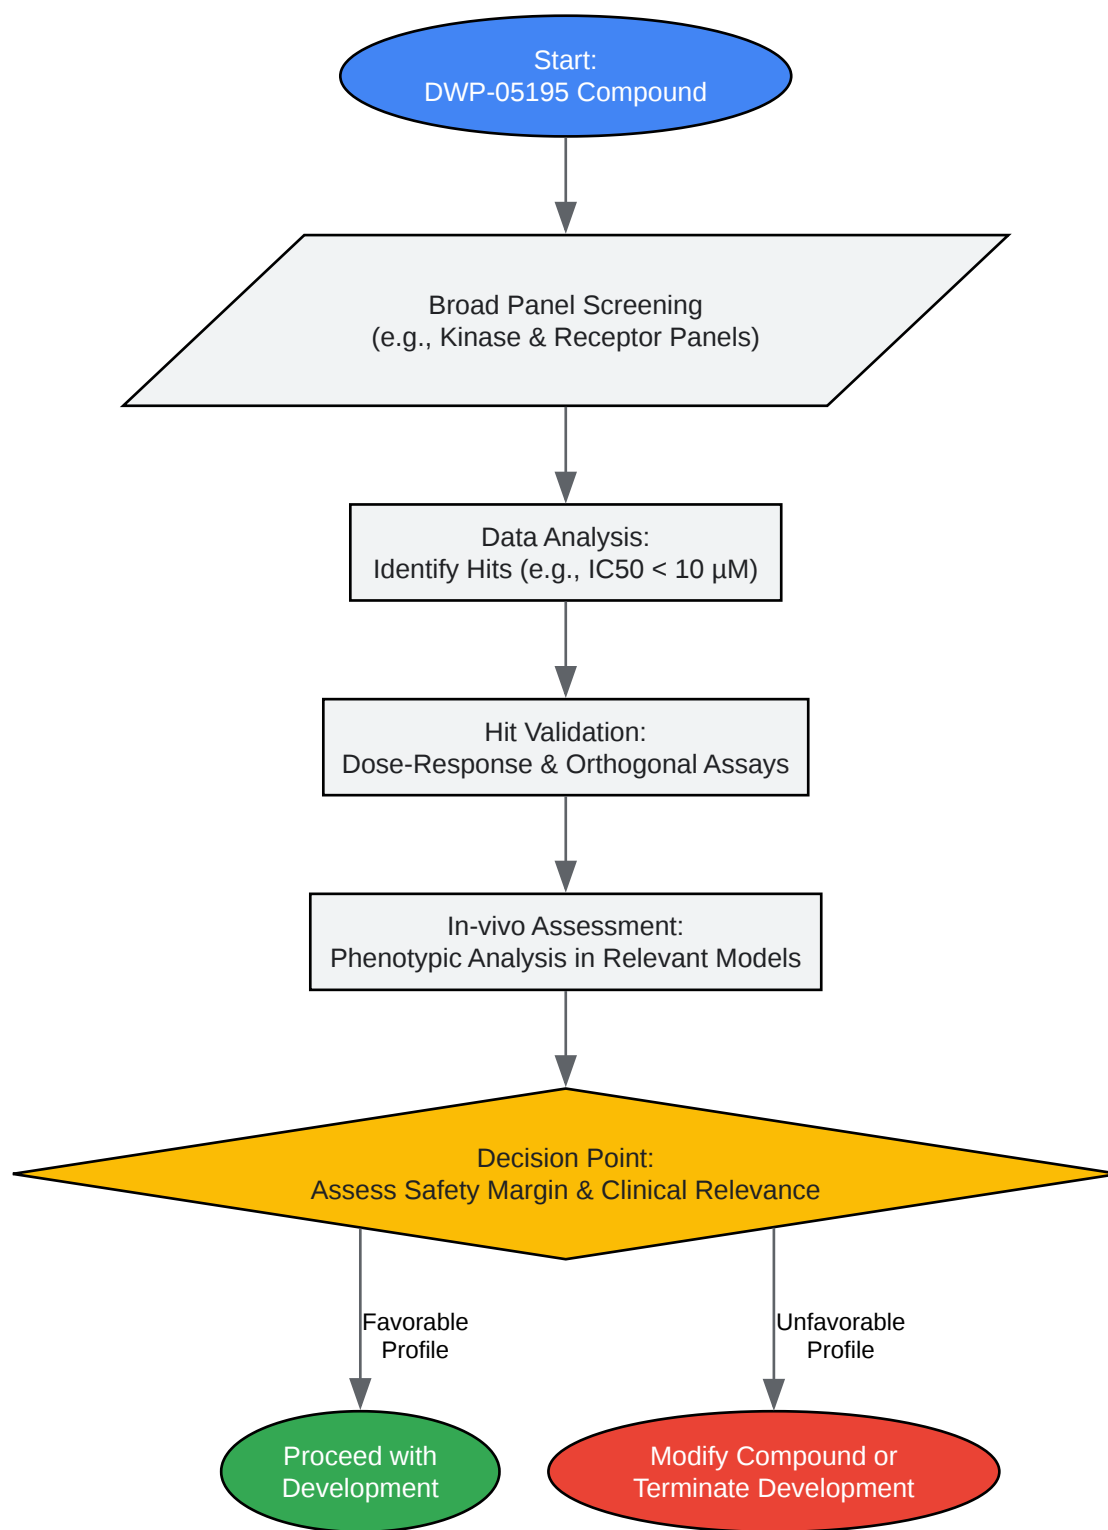 Start:
DWP-05195 Compound
Broad Panel Screening
(e.g., Kinase & Receptor Panels)
Data Analysis:
Identify Hits (e.g., IC50 < 10 µM)
Hit Validation:
Dose-Response & Orthogonal Assays
In-vivo Assessment:
Phenotypic Analysis in Relevant Models
Decision Point:
Assess Safety Margin & Clinical Relevance
Favorable
Profile
Unfavorable
Profile
Proceed with
Development
Modify Compound or
Terminate Development